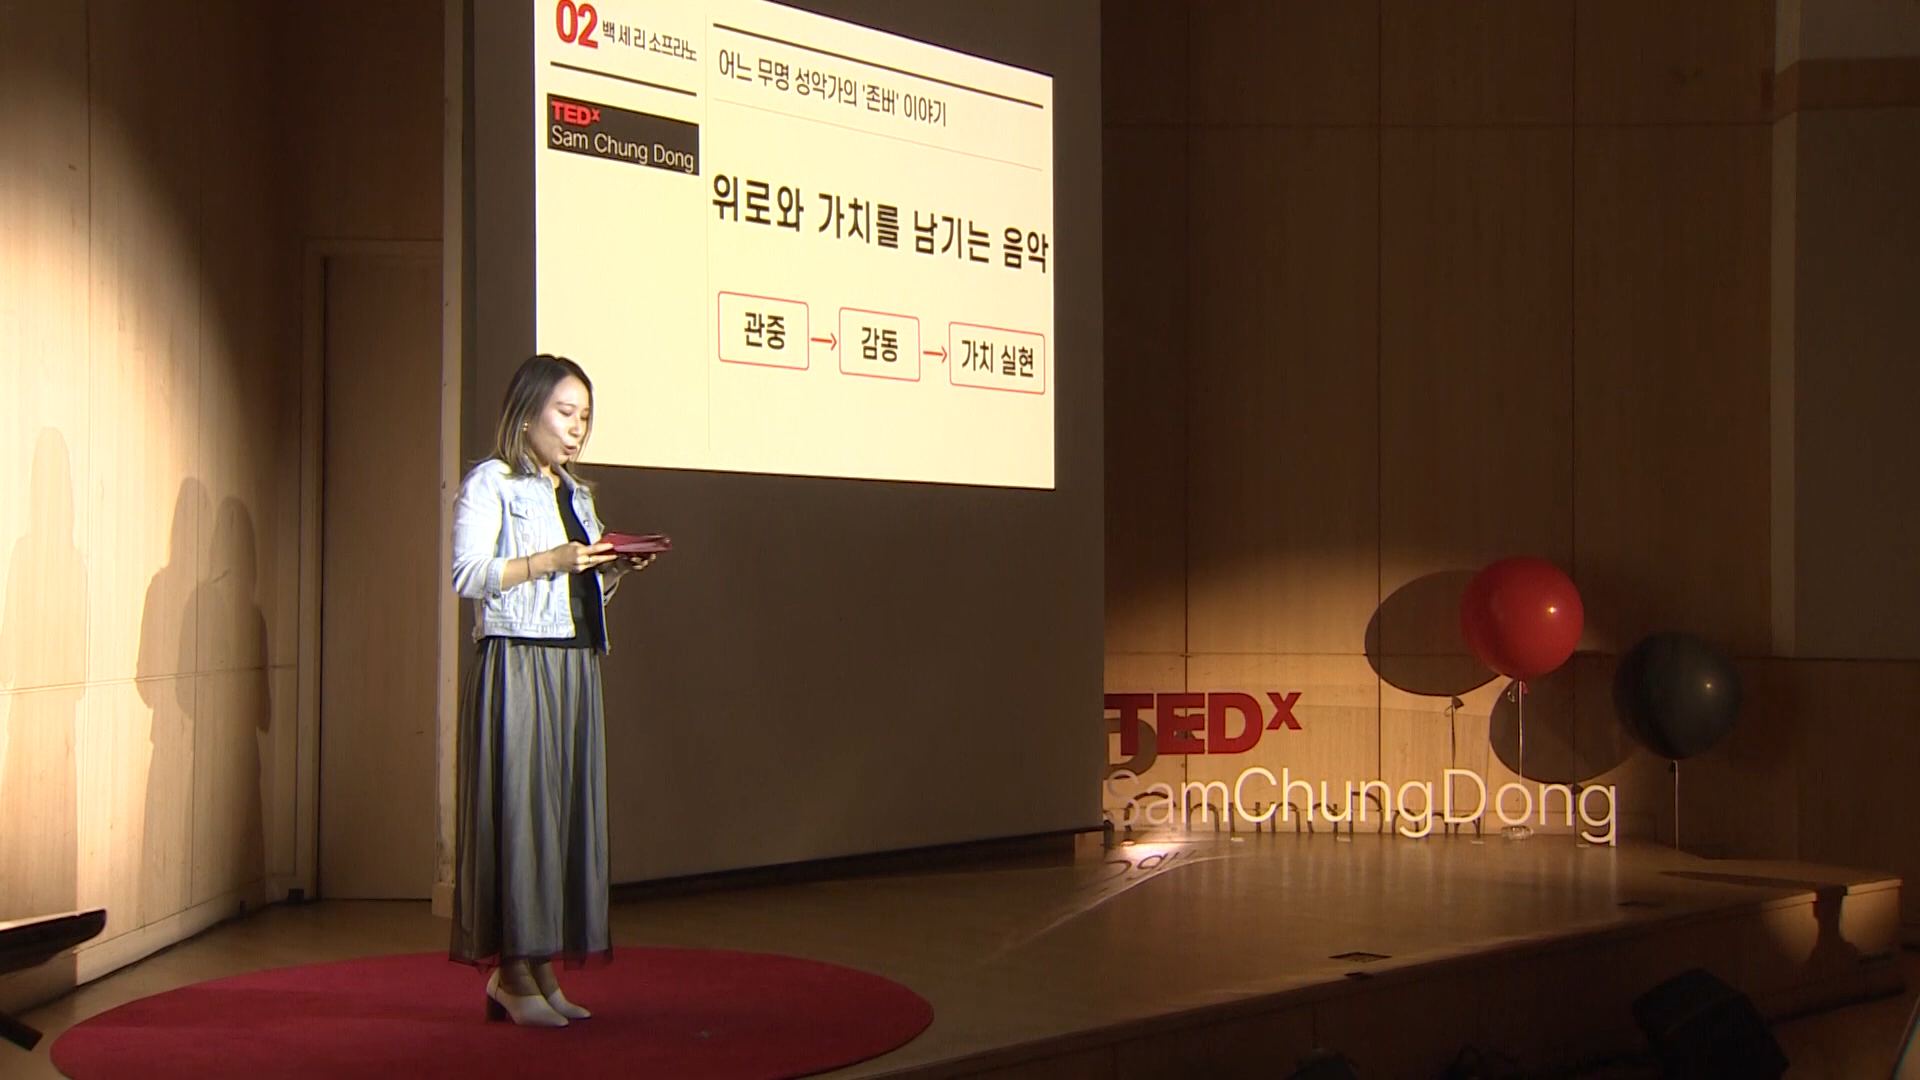 02 백세리 소프라노
TEDx
Sam Chung Dong
어느 무명 성악가의 '존버' 이야기
위로와 가치를 남기는 음악
관중 → 감동 → 가치 실현
TEDx
SamChungDong